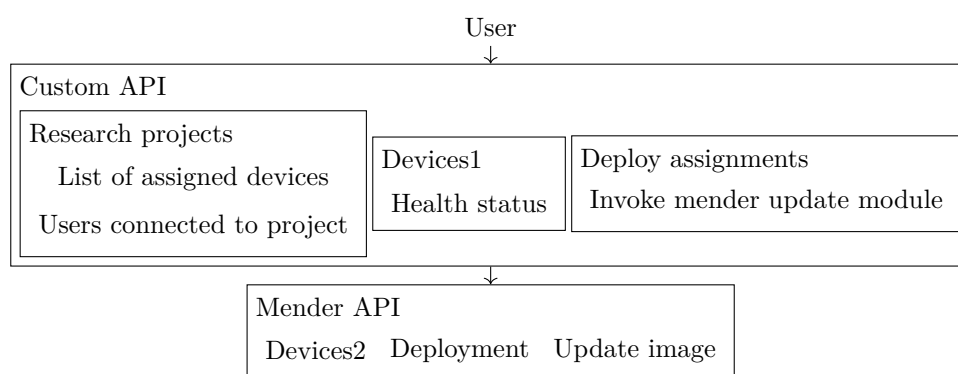 User
Custom API
Research projects
List of assigned devices
Users connected to project
Devices1
Health status
Deploy assignments
Invoke mender update module
Mender API
Devices2 Deployment Update image